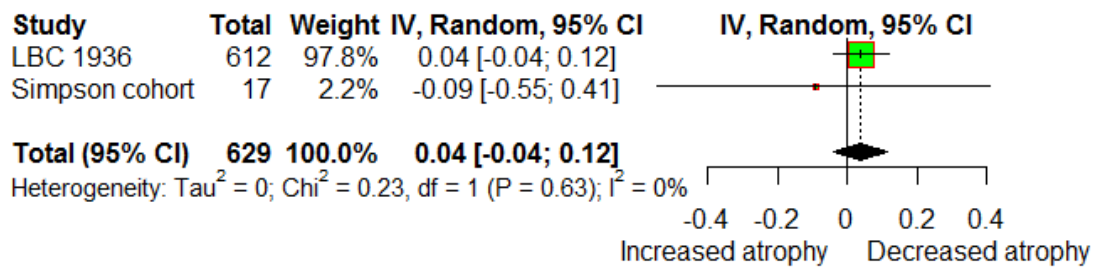 Study Total Weight IV, Random, 95% CI IV, Random, 95% CI
LBC 1936 612 97.8% 0.04 [-0.04; 0.12]
Simpson cohort 17 2.2% -0.09 [-0.55; 0.41]
Total (95% CI) 629 100.0% 0.04 [-0.04; 0.12]
Heterogeneity: Tau² = 0; Chi² = 0.23, df = 1 (P = 0.63); I² = 0%
-0.4 -0.2 0 0.2 0.4
Increased atrophy Decreased atrophy